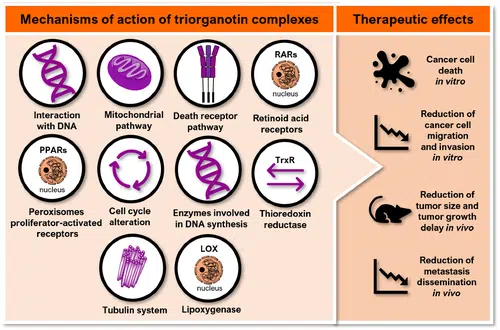 Mechanisms of action of triorganotin complexes
Therapeutic effects
Interaction
with DNA
Mitochondrial
pathway
Death receptor
pathway
RARs
nucleus
Retinoid acid
receptors
PPARs
nucleus
Peroxisomes
proliferator-activated
receptors
Cell cycle
alteration
Enzymes involved
in DNA synthesis
TrxR
Thioredoxin
reductase
Tubulin system
LOX
nucleus
Lipoxygenase
Cancer cell
death
in vitro
Reduction of
cancer cell
migration
and invasion
in vitro
Reduction of
tumor size and
tumor growth
delay in vivo
Reduction of
metastasis
dissemination
in vivo